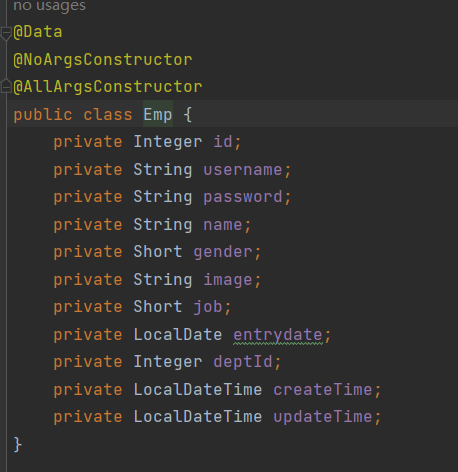 no usages
@Data
@NoArgsConstructor
@AllArgsConstructor
public class Emp {
    private Integer id;
    private String username;
    private String password;
    private String name;
    private Short gender;
    private String image;
    private Short job;
    private LocalDate entrydate;
    private Integer deptId;
    private LocalDateTime createTime;
    private LocalDateTime updateTime;
}